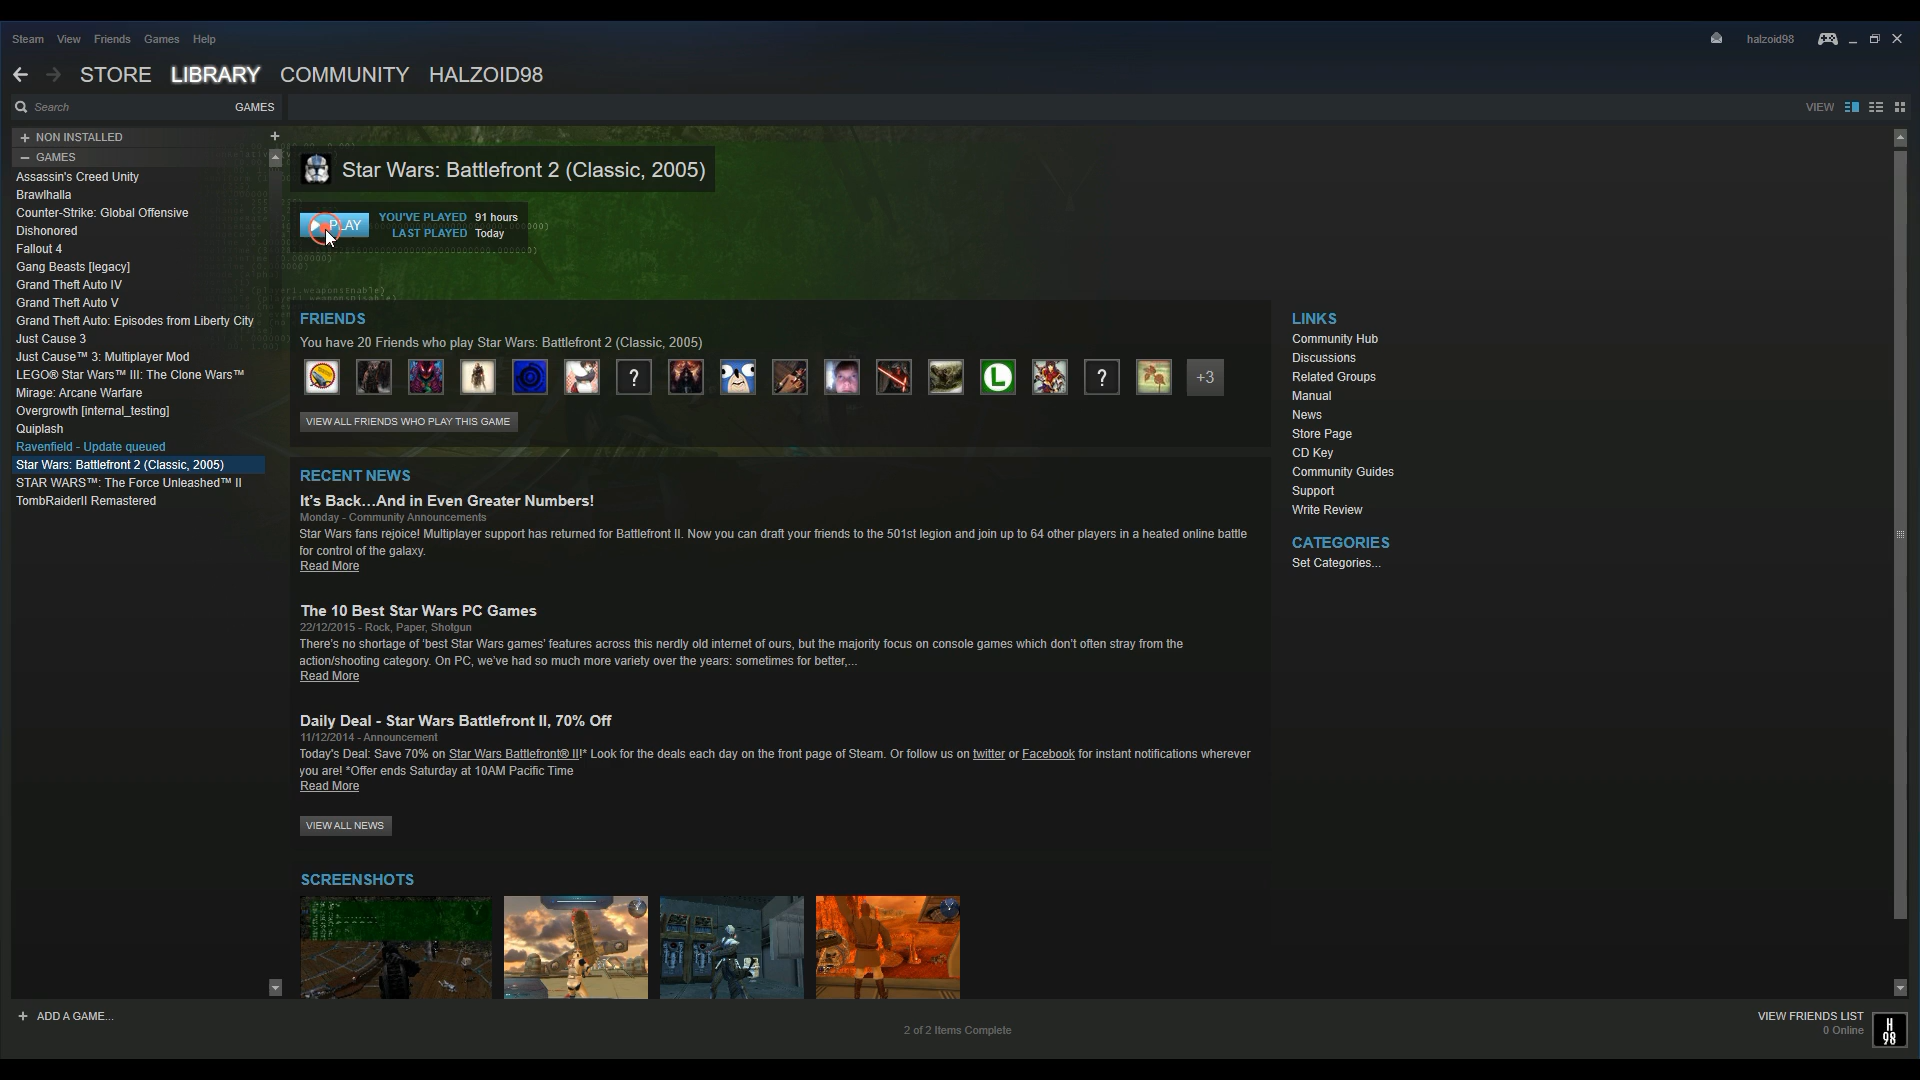 Steam View Friends Games Help
halzoid98
STORE LIBRARY COMMUNITY HALZOID98
Search GAMES
VIEW
+ NON INSTALLED +
− GAMES
Assassin's Creed Unity
Brawlhalla
Counter-Strike: Global Offensive
Dishonored
Fallout 4
Gang Beasts [legacy]
Grand Theft Auto IV
Grand Theft Auto V
Grand Theft Auto: Episodes from Liberty City
Just Cause 3
Just Cause™ 3: Multiplayer Mod
LEGO® Star Wars™ III: The Clone Wars™
Mirage: Arcane Warfare
Overgrowth [internal_testing]
Quiplash
Ravenfield - Update queued
Star Wars: Battlefront 2 (Classic, 2005)
STAR WARS™: The Force Unleashed™ II
TombRaiderII Remastered
Star Wars: Battlefront 2 (Classic, 2005)
PLAY
YOU'VE PLAYED 91 hours
LAST PLAYED Today
FRIENDS
You have 20 Friends who play Star Wars: Battlefront 2 (Classic, 2005)
? L ? +3
VIEW ALL FRIENDS WHO PLAY THIS GAME
RECENT NEWS
It's Back…And in Even Greater Numbers!
Monday - Community Announcements
Star Wars fans rejoice! Multiplayer support has returned for Battlefront II. Now you can draft your friends to the 501st legion and join up to 64 other players in a heated online battle
for control of the galaxy.
Read More
The 10 Best Star Wars PC Games
22/12/2015 - Rock, Paper, Shotgun
There's no shortage of 'best Star Wars games' features across this nerdly old internet of ours, but the majority focus on console games which don't often stray from the
action/shooting category. On PC, we've had so much more variety over the years: sometimes for better,...
Read More
Daily Deal - Star Wars Battlefront II, 70% Off
11/12/2014 - Announcement
Today's Deal: Save 70% on Star Wars Battlefront® II!* Look for the deals each day on the front page of Steam. Or follow us on twitter or Facebook for instant notifications wherever
you are! *Offer ends Saturday at 10AM Pacific Time
Read More
VIEW ALL NEWS
SCREENSHOTS
LINKS
Community Hub
Discussions
Related Groups
Manual
News
Store Page
CD Key
Community Guides
Support
Write Review
CATEGORIES
Set Categories...
+ ADD A GAME...
2 of 2 Items Complete
VIEW FRIENDS LIST
0 Online
H
98